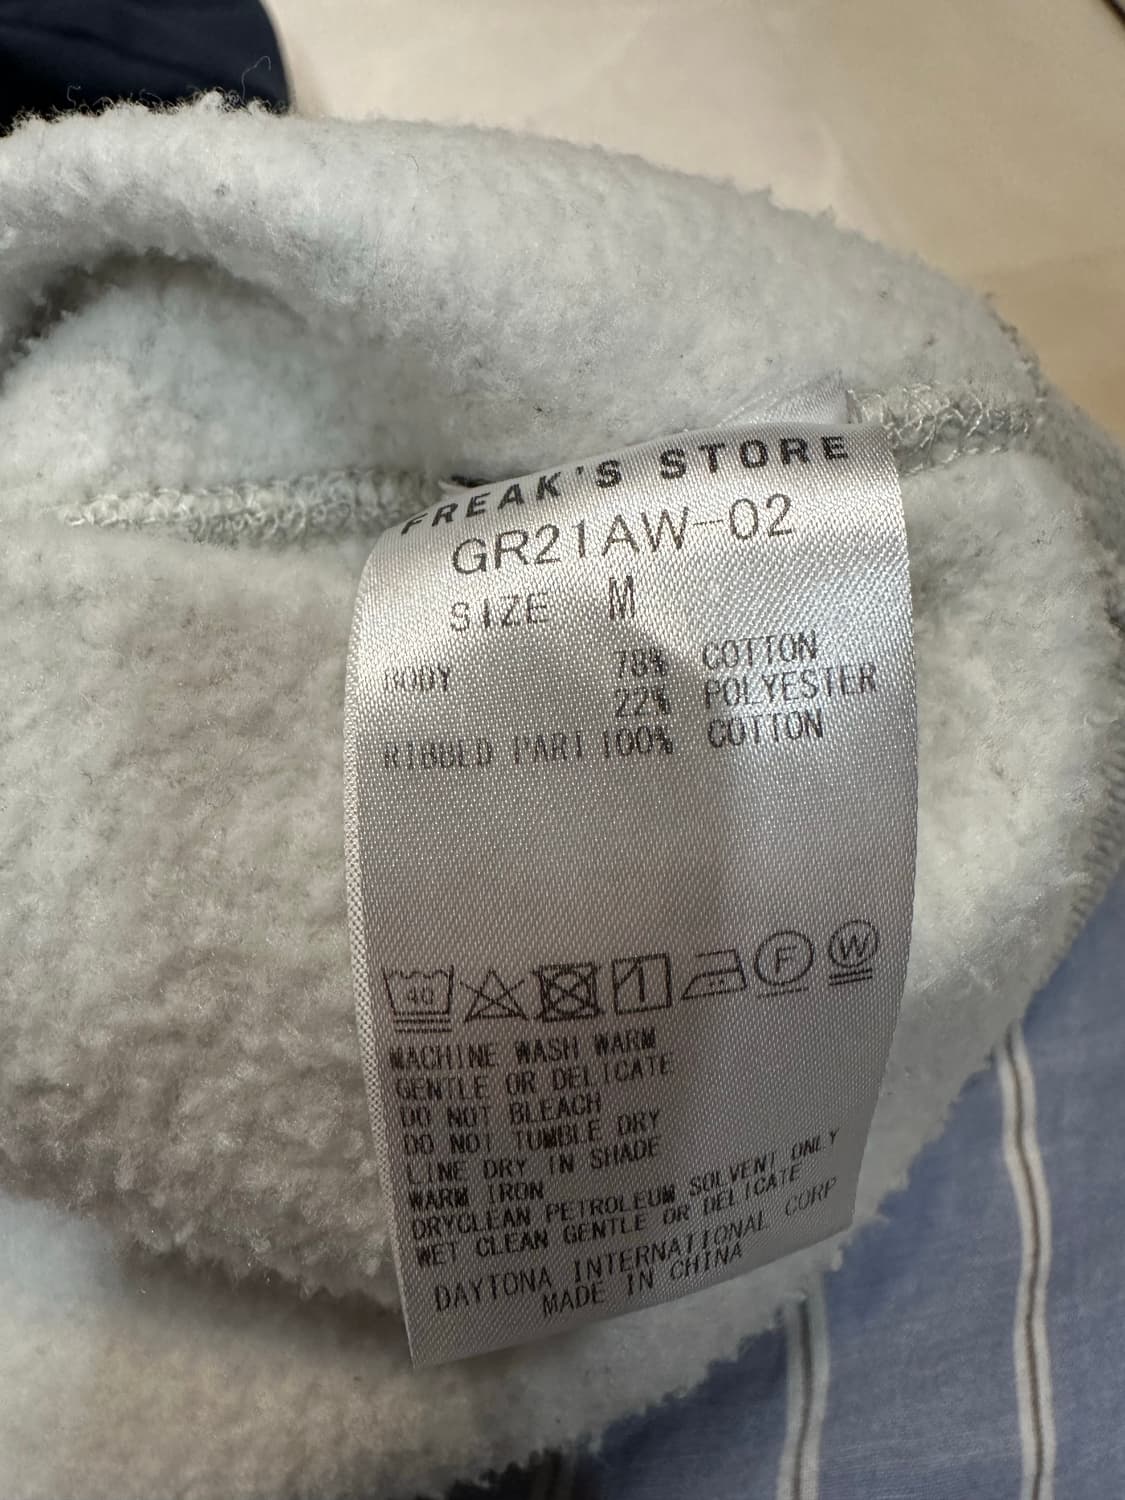 FREAK'S STORE
GR21AW-02
SIZE M
BODY 78% COTTON
22% POLYESTER
RIBBED PART 100% COTTON
40 F W
MACHINE WASH WARM
GENTLE OR DELICATE
DO NOT BLEACH
DO NOT TUMBLE DRY
LINE DRY IN SHADE
WARM IRON
DRYCLEAN PETROLEUM SOLVENT ONLY
WET CLEAN GENTLE OR DELICATE
DAYTONA INTERNATIONAL CORP
MADE IN CHINA